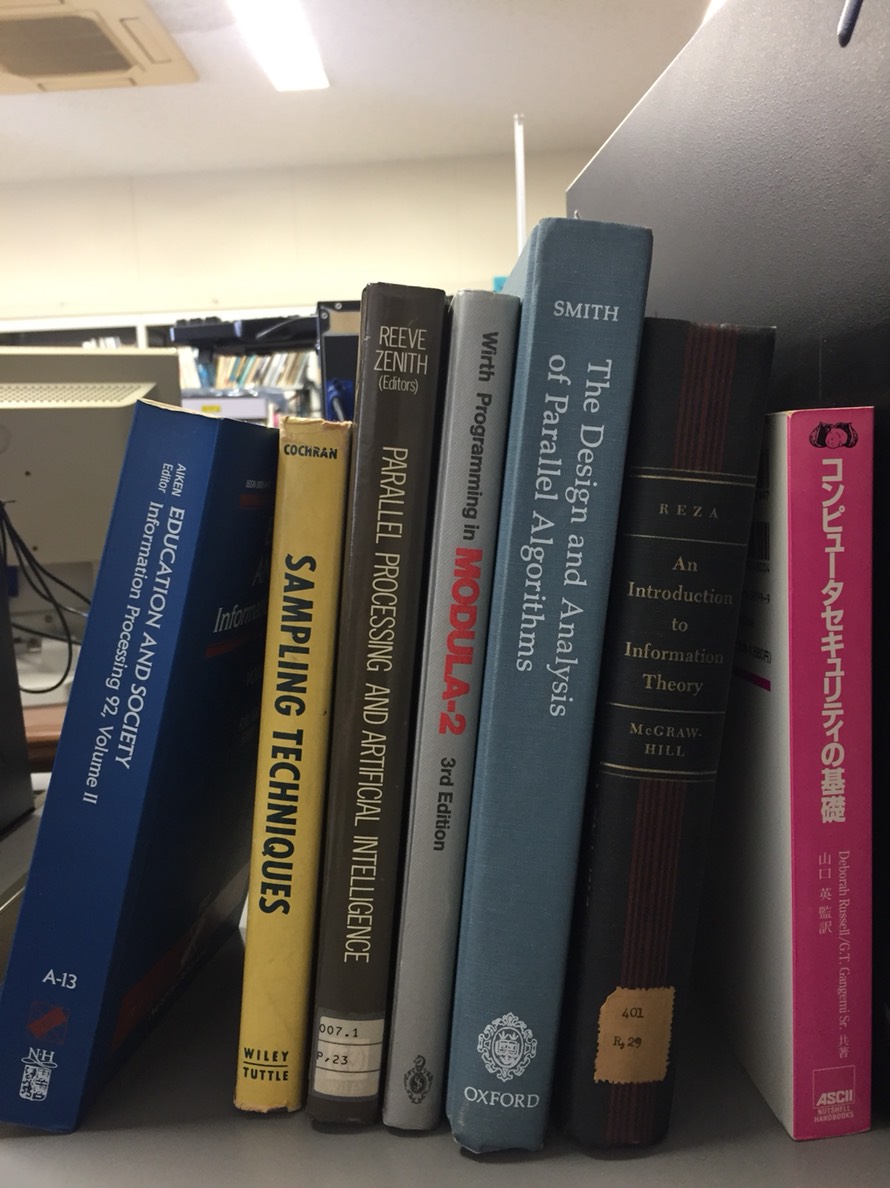 AIKEN
Editor
EDUCATION AND SOCIETY
Information Processing 92, Volume II
A-13
N·H
COCHRAN
SAMPLING TECHNIQUES
WILEY
TUTTLE
REEVE
ZENITH
(Editors)
PARALLEL PROCESSING AND ARTIFICIAL INTELLIGENCE
007.1
P,23
Wirth Programming in MODULA-2 3rd Edition
SMITH
The Design and Analysis
of Parallel Algorithms
OXFORD
REZA
An
Introduction
to
Information
Theory
McGRAW-
HILL
401
R,29
コンピュータセキュリティの基礎
Deborah Russell/G.T. Gangemi Sr. 共著
山口 英 監訳
ASCII
NUTSHELL
HANDBOOKS